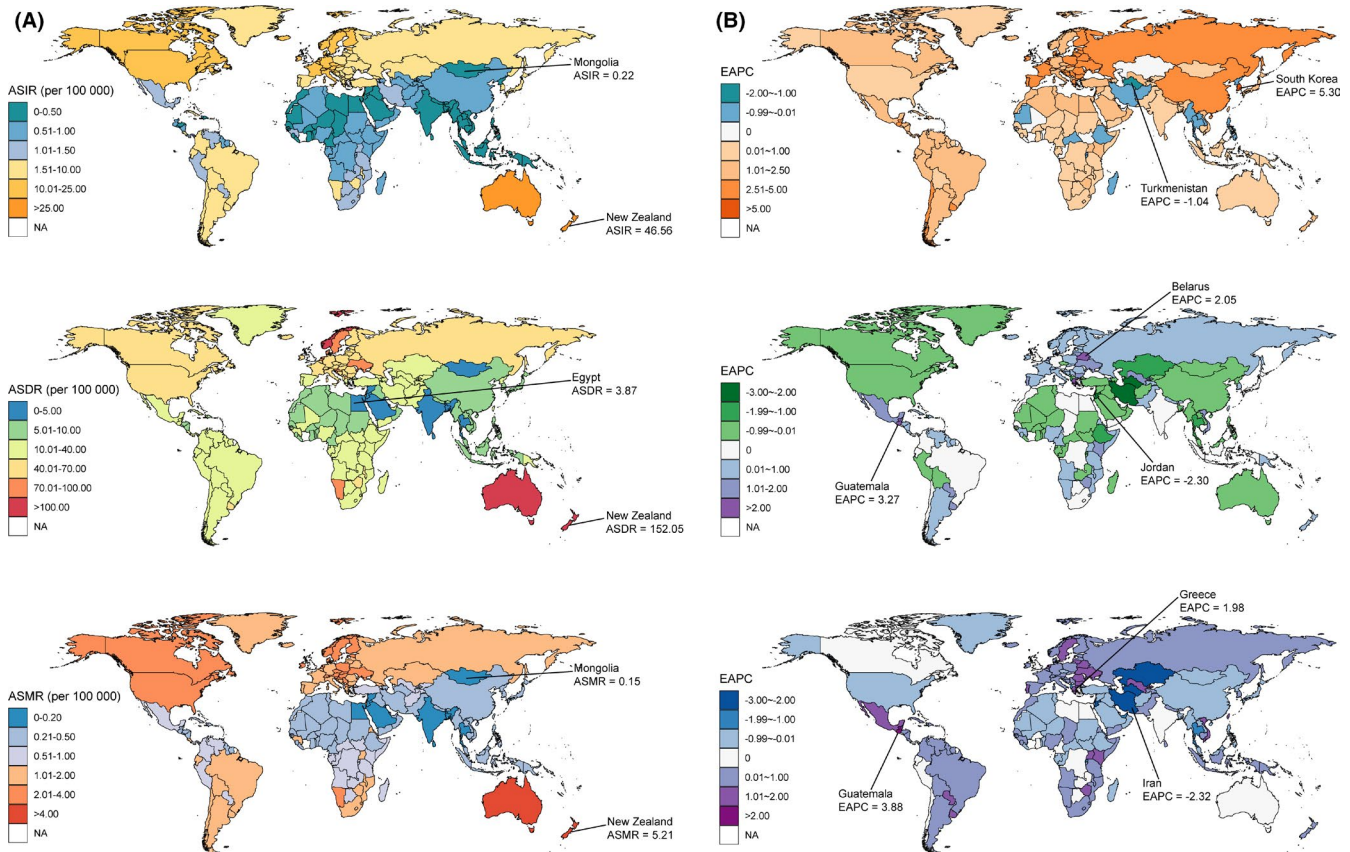 (A)
Mongolia
ASIR = 0.22
ASIR (per 100 000)
0-0.50
0.51-1.00
1.01-1.50
1.51-10.00
10.01-25.00
>25.00
NA
New Zealand
ASIR = 46.56
Egypt
ASDR = 3.87
ASDR (per 100 000)
0-5.00
5.01-10.00
10.01-40.00
40.01-70.00
70.01-100.00
>100.00
NA
New Zealand
ASDR = 152.05
Mongolia
ASMR = 0.15
ASMR (per 100 000)
0-0.20
0.21-0.50
0.51-1.00
1.01-2.00
2.01-4.00
>4.00
NA
New Zealand
ASMR = 5.21
(B)
EAPC
-2.00~-1.00
-0.99~-0.01
0
0.01~1.00
1.01~2.50
2.51-5.00
>5.00
NA
South Korea
EAPC = 5.30
Turkmenistan
EAPC = -1.04
Belarus
EAPC = 2.05
EAPC
-3.00~-2.00
-1.99~-1.00
-0.99~-0.01
0
0.01~1.00
1.01-2.00
>2.00
NA
Guatemala
EAPC = 3.27
Jordan
EAPC = -2.30
Greece
EAPC = 1.98
EAPC
-3.00~-2.00
-1.99~-1.00
-0.99~-0.01
0
0.01~1.00
1.01~2.00
>2.00
NA
Guatemala
EAPC = 3.88
Iran
EAPC = -2.32